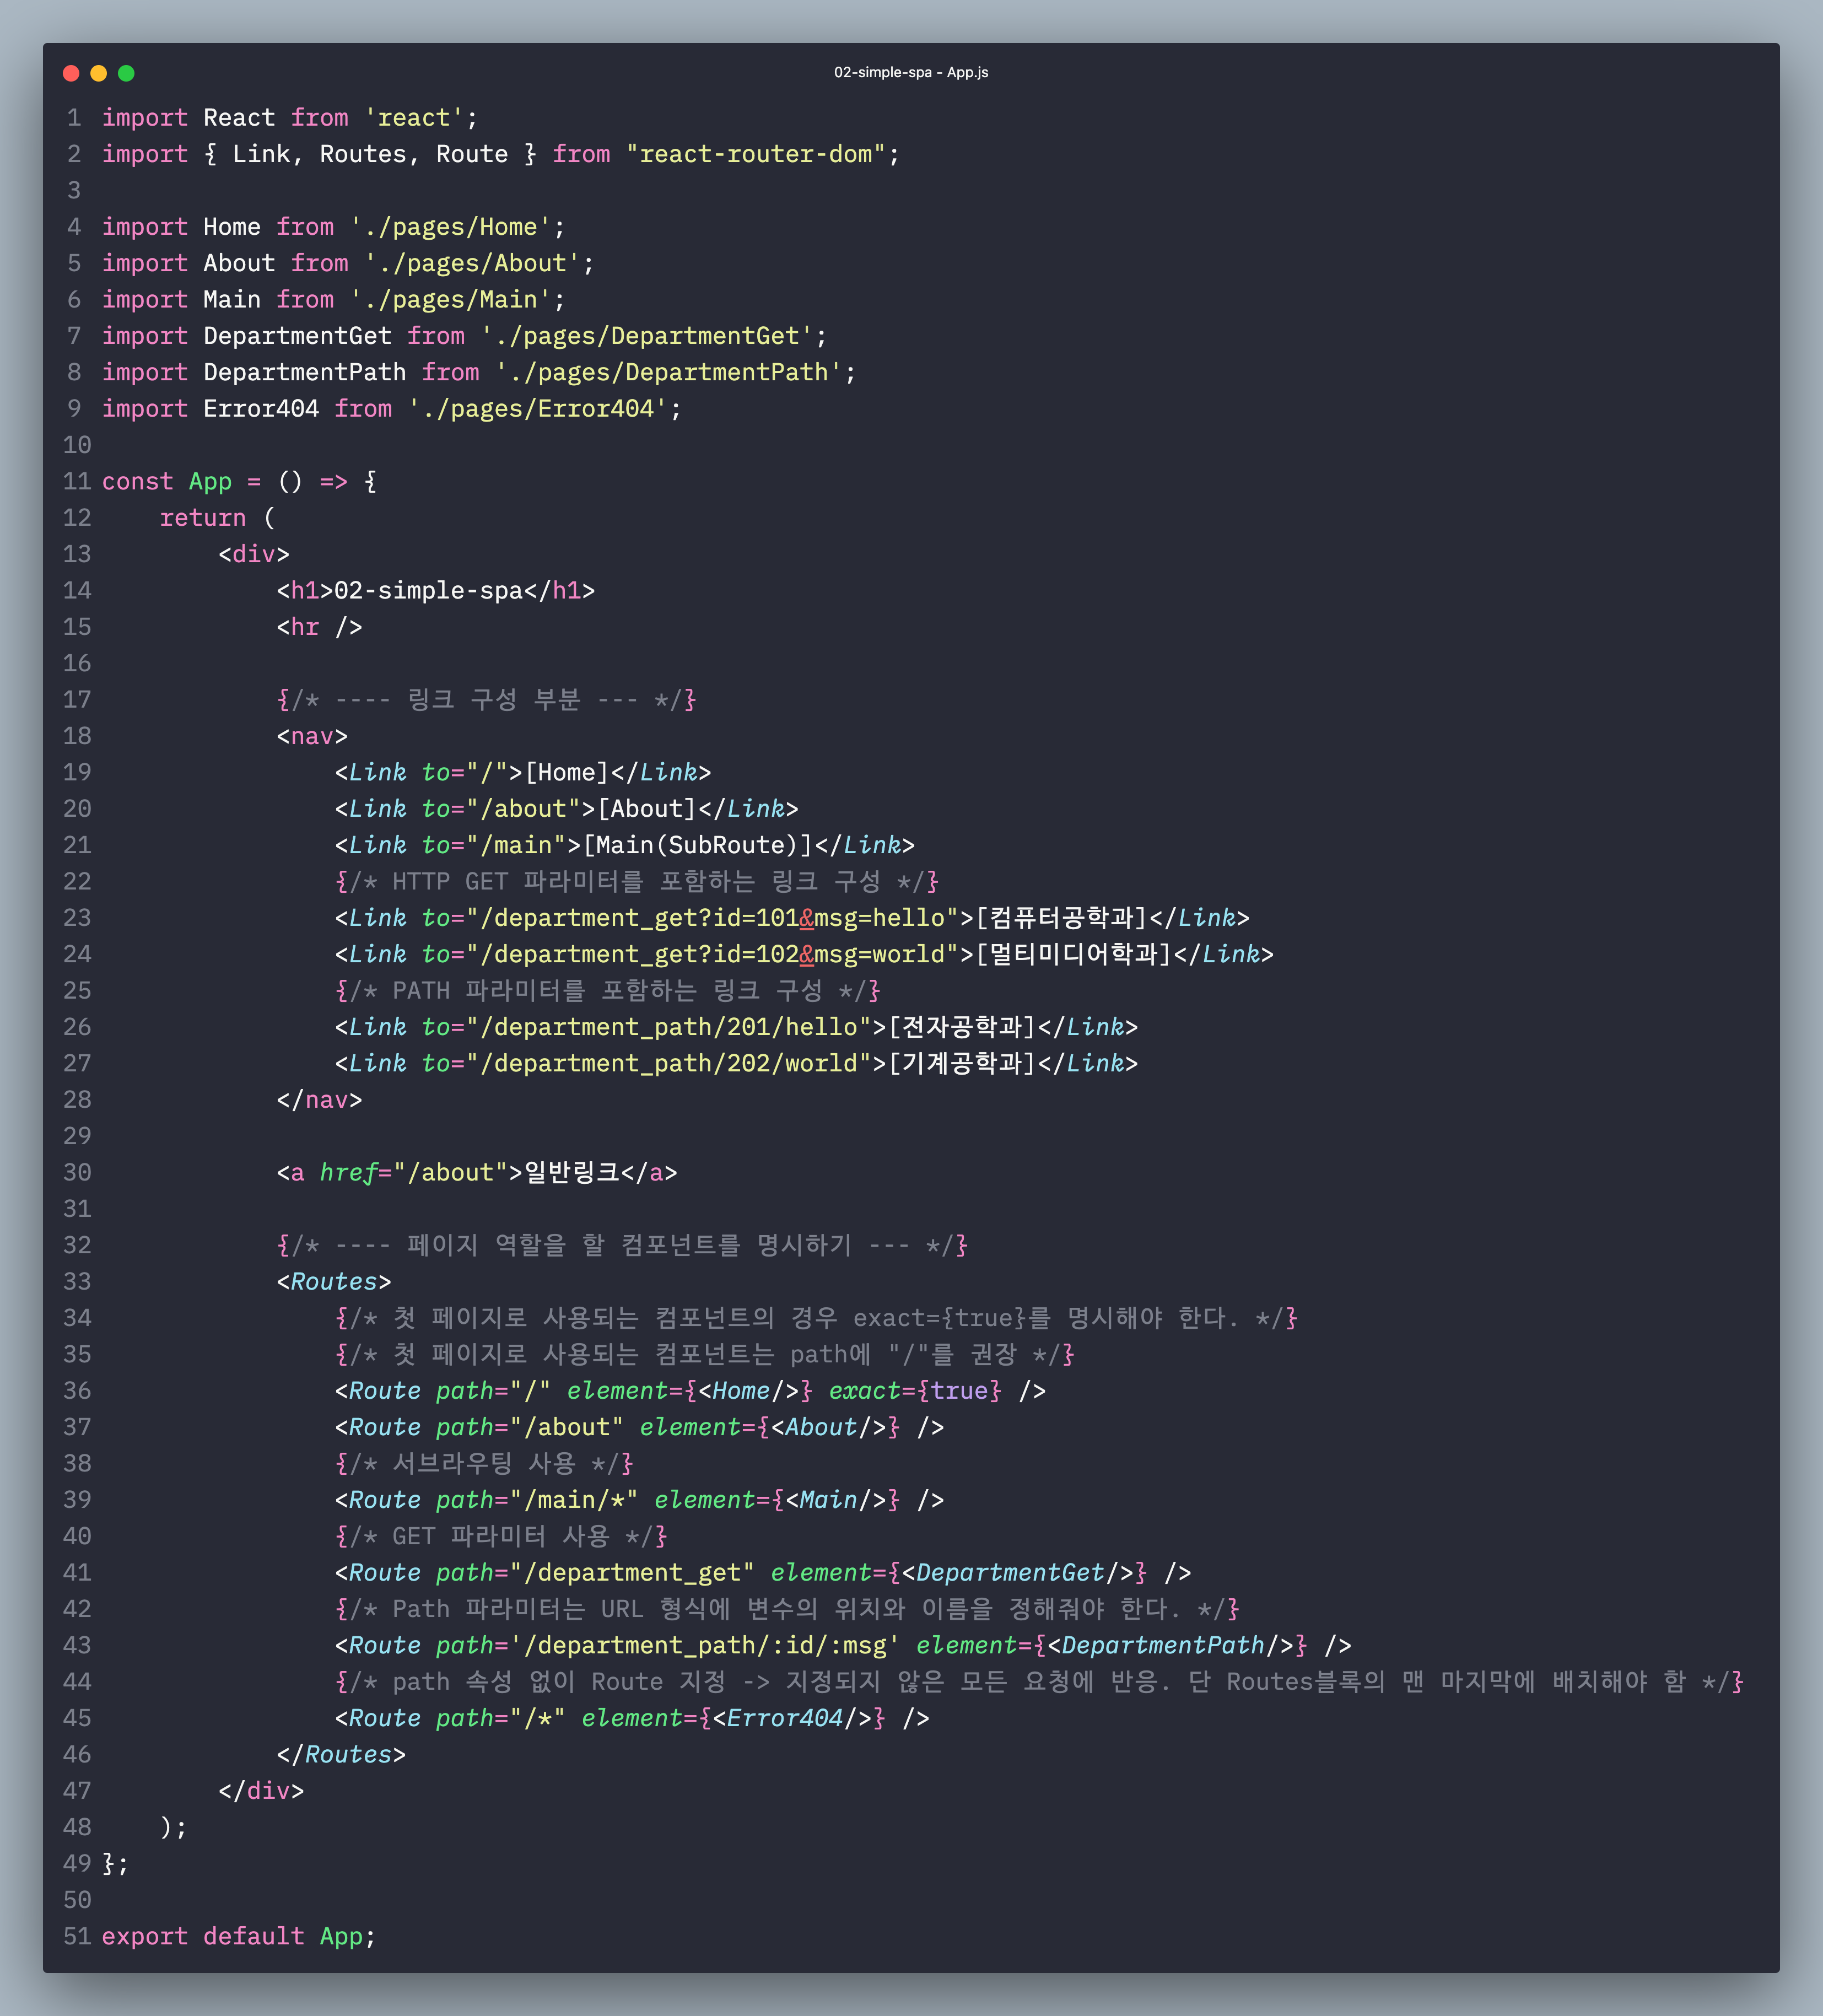 02-simple-spa - App.js
1 import React from 'react';
2 import { Link, Routes, Route } from "react-router-dom";
3
4 import Home from './pages/Home';
5 import About from './pages/About';
6 import Main from './pages/Main';
7 import DepartmentGet from './pages/DepartmentGet';
8 import DepartmentPath from './pages/DepartmentPath';
9 import Error404 from './pages/Error404';
10
11 const App = () => {
12     return (
13         <div>
14             <h1>02-simple-spa</h1>
15             <hr />
16
17             {/* ---- 링크 구성 부분 --- */}
18             <nav>
19                 <Link to="/">[Home]</Link>
20                 <Link to="/about">[About]</Link>
21                 <Link to="/main">[Main(SubRoute)]</Link>
22                 {/* HTTP GET 파라미터를 포함하는 링크 구성 */}
23                 <Link to="/department_get?id=101&msg=hello">[컴퓨터공학과]</Link>
24                 <Link to="/department_get?id=102&msg=world">[멀티미디어학과]</Link>
25                 {/* PATH 파라미터를 포함하는 링크 구성 */}
26                 <Link to="/department_path/201/hello">[전자공학과]</Link>
27                 <Link to="/department_path/202/world">[기계공학과]</Link>
28             </nav>
29
30             <a href="/about">일반링크</a>
31
32             {/* ---- 페이지 역할을 할 컴포넌트를 명시하기 --- */}
33             <Routes>
34                 {/* 첫 페이지로 사용되는 컴포넌트의 경우 exact={true}를 명시해야 한다. */}
35                 {/* 첫 페이지로 사용되는 컴포넌트는 path에 "/"를 권장 */}
36                 <Route path="/" element={<Home/>} exact={true} />
37                 <Route path="/about" element={<About/>} />
38                 {/* 서브라우팅 사용 */}
39                 <Route path="/main/*" element={<Main/>} />
40                 {/* GET 파라미터 사용 */}
41                 <Route path="/department_get" element={<DepartmentGet/>} />
42                 {/* Path 파라미터는 URL 형식에 변수의 위치와 이름을 정해줘야 한다. */}
43                 <Route path='/department_path/:id/:msg' element={<DepartmentPath/>} />
44                 {/* path 속성 없이 Route 지정 -> 지정되지 않은 모든 요청에 반응. 단 Routes블록의 맨 마지막에 배치해야 함 */}
45                 <Route path="/*" element={<Error404/>} />
46             </Routes>
47         </div>
48     );
49 };
50
51 export default App;